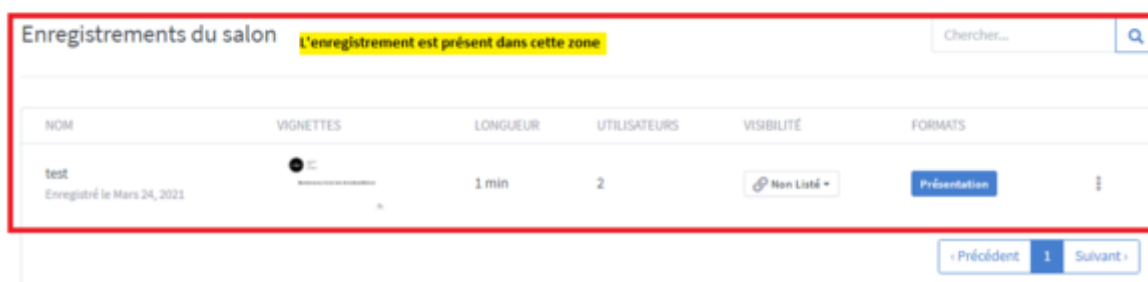 Enregistrements du salon
L'enregistrement est présent dans cette zone
Chercher...
NOM VIGNETTES LONGUEUR UTILISATEURS VISIBILITÉ FORMATS
test
Enregistré le Mars 24, 2021
1 min 2 Non Listé Présentation
‹ Précédent 1 Suivant ›